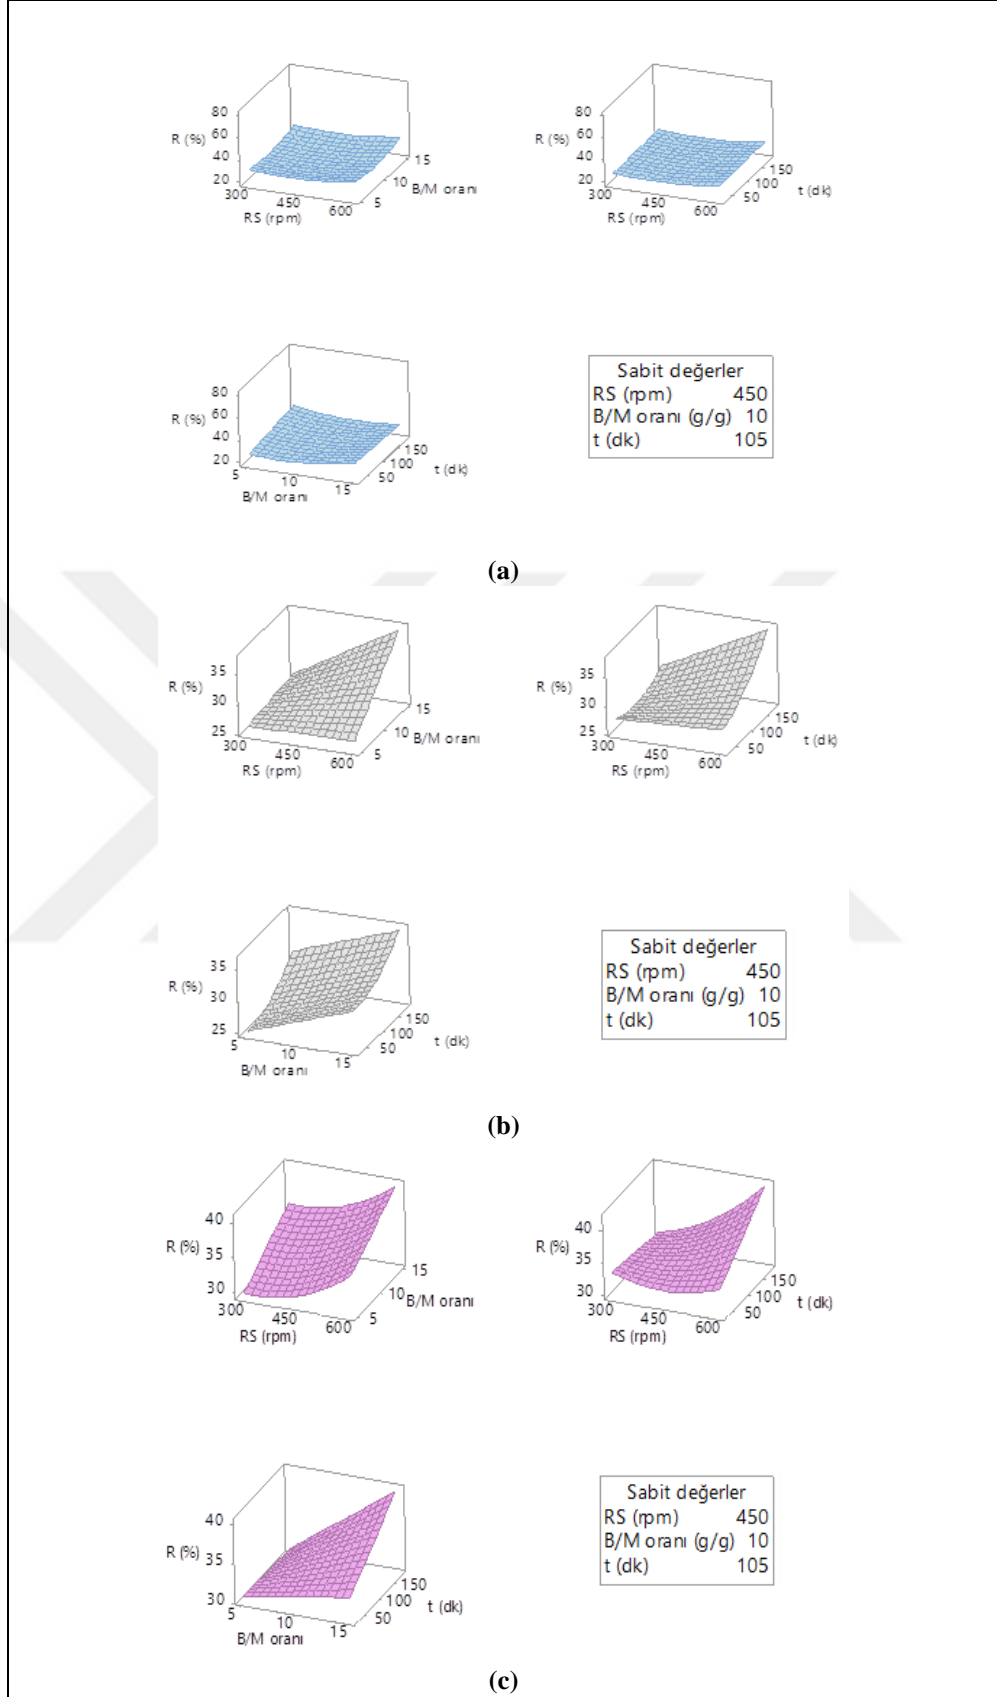 80
60
R (%)
40
20
300
450
RS (rpm)
600
5
10
15
B/M oranı
80
60
R (%)
40
20
300
450
RS (rpm)
600
50
100
150
t (dk)
80
60
R (%)
40
20
5
10
B/M oranı
15
50
100
150
t (dk)
Sabit değerler
RS (rpm) 450
B/M oranı (g/g) 10
t (dk) 105
(a)
35
R (%)
30
25
300
450
RS (rpm)
600
5
10
15
B/M oranı
35
R (%)
30
25
300
450
RS (rpm)
600
50
100
150
t (dk)
35
R (%)
30
25
5
10
B/M oranı
15
50
100
150
t (dk)
Sabit değerler
RS (rpm) 450
B/M oranı (g/g) 10
t (dk) 105
(b)
40
35
R (%)
30
300
450
RS (rpm)
600
5
10
15
B/M oranı
40
R (%)
35
30
300
450
RS (rpm)
600
50
100
150
t (dk)
40
R (%)
35
30
5
10
B/M oranı
15
50
100
150
t (dk)
Sabit değerler
RS (rpm) 450
B/M oranı (g/g) 10
t (dk) 105
(c)